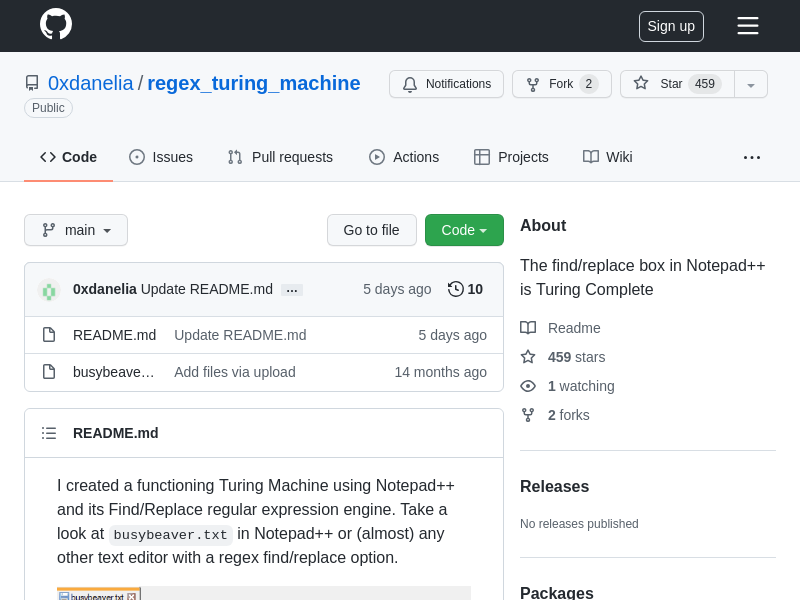 Sign up
0xdanelia / regex_turing_machine
Public
Notifications
Fork 2
Star 459
Code
Issues
Pull requests
Actions
Projects
Wiki
main
Go to file
Code
0xdanelia Update README.md ...
5 days ago
10
README.md Update README.md 5 days ago
busybeave… Add files via upload 14 months ago
README.md
I created a functioning Turing Machine using Notepad++
and its Find/Replace regular expression engine. Take a
look at busybeaver.txt in Notepad++ or (almost) any
other text editor with a regex find/replace option.
busybeaver.txt
About
The find/replace box in Notepad++
is Turing Complete
Readme
459 stars
1 watching
2 forks
Releases
No releases published
Packages